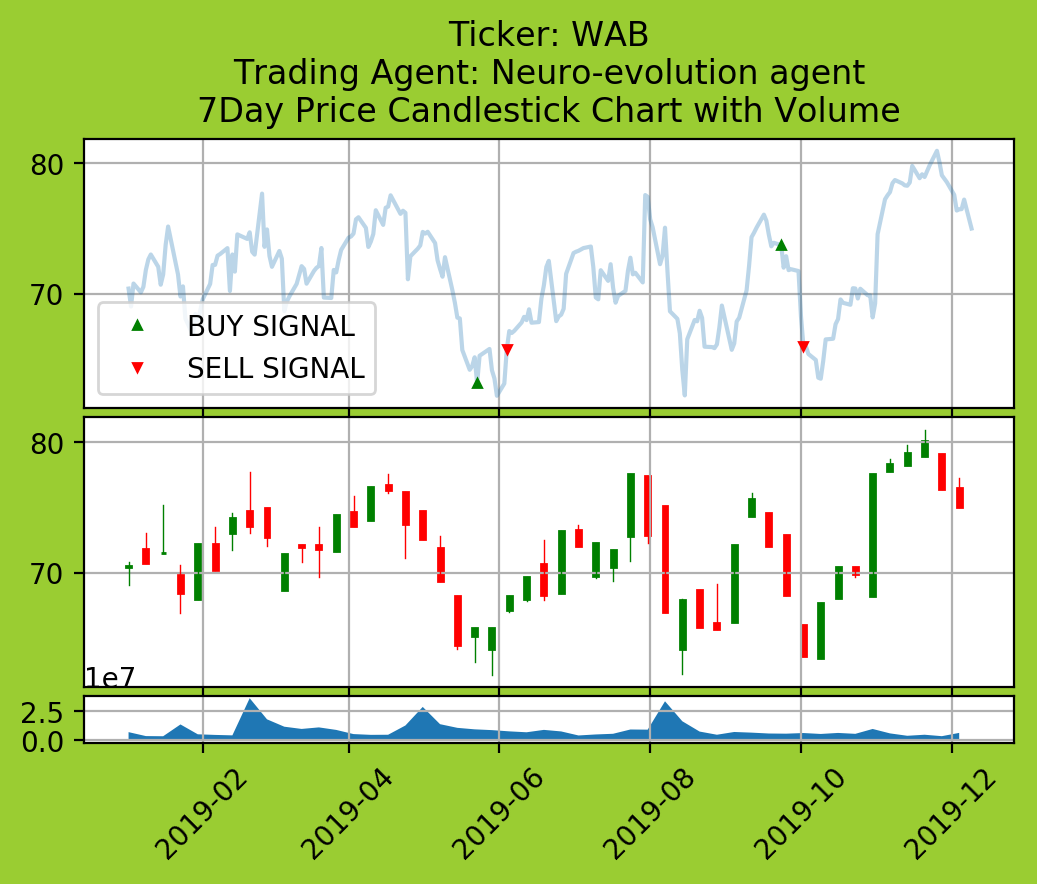 Ticker: WAB
Trading Agent: Neuro-evolution agent
7Day Price Candlestick Chart with Volume
80
70
BUY SIGNAL
SELL SIGNAL
80
70
1e7
2.5
0.0
2019-02
2019-04
2019-06
2019-08
2019-10
2019-12